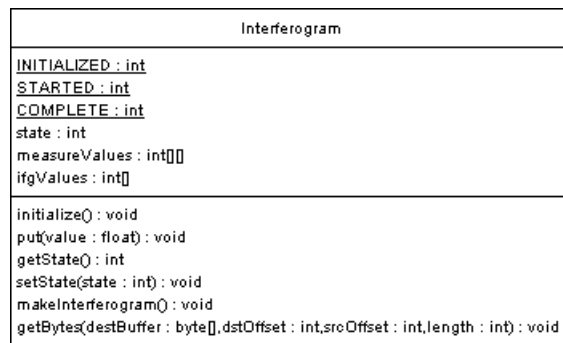 Interferogram
INITIALIZED : int
STARTED : int
COMPLETE : int
state : int
measureValues : int[][]
ifgValues : int[]
initialize() : void
put(value : float) : void
getState() : int
setState(state : int) : void
makeInterferogram() : void
getBytes(destBuffer : byte[],dstOffset : int,srcOffset : int,length : int) : void